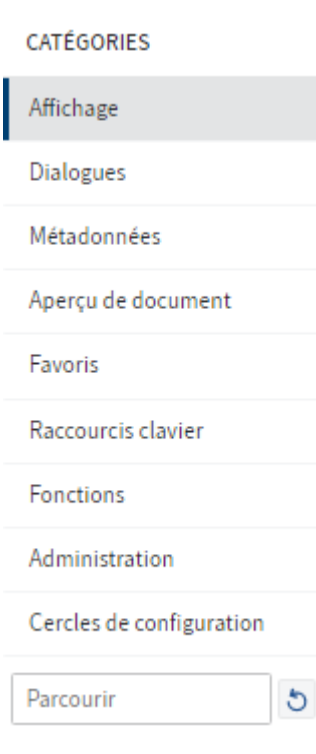 CATÉGORIES
Affichage
Dialogues
Métadonnées
Aperçu de document
Favoris
Raccourcis clavier
Fonctions
Administration
Cercles de configuration
Parcourir